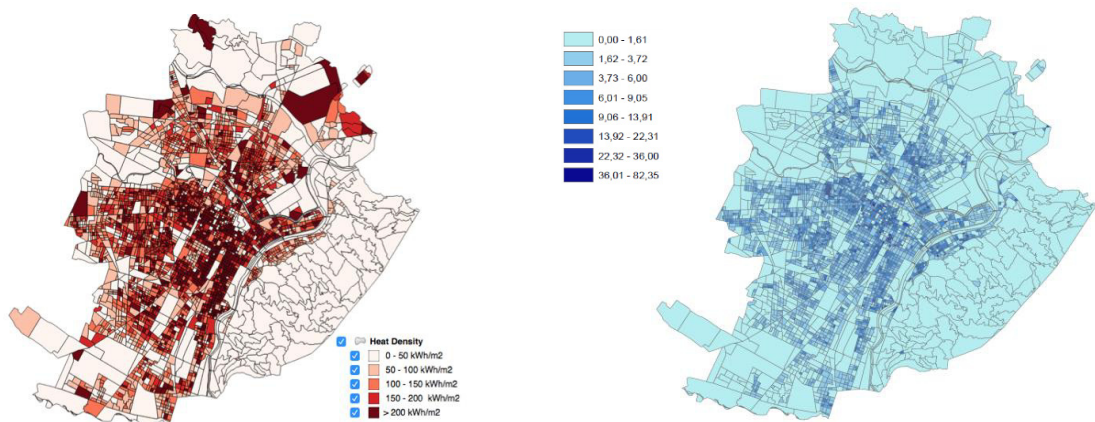 Heat Density
0 - 50 kWh/m2
50 - 100 kWh/m2
100 - 150 kWh/m2
150 - 200 kWh/m2
> 200 kWh/m2
0,00 - 1,61
1,62 - 3,72
3,73 - 6,00
6,01 - 9,05
9,06 - 13,91
13,92 - 22,31
22,32 - 36,00
36,01 - 82,35